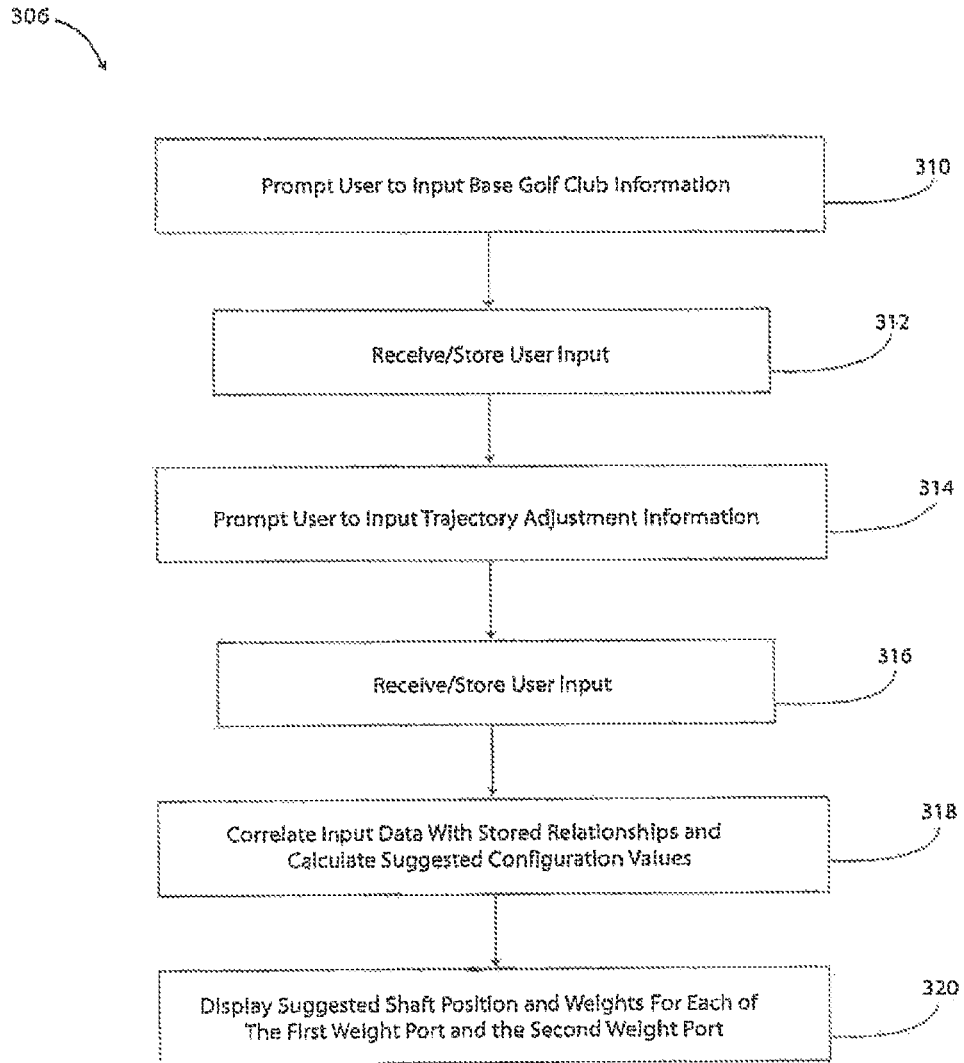 306
Prompt User to Input Base Golf Club Information
310
Receive/Store User Input
312
Prompt User to Input Trajectory Adjustment Information
314
Receive/Store User Input
316
Correlate Input Data With Stored Relationships and
Calculate Suggested Configuration Values
318
Display Suggested Shaft Position and Weights For Each of
The First Weight Port and the Second Weight Port
320